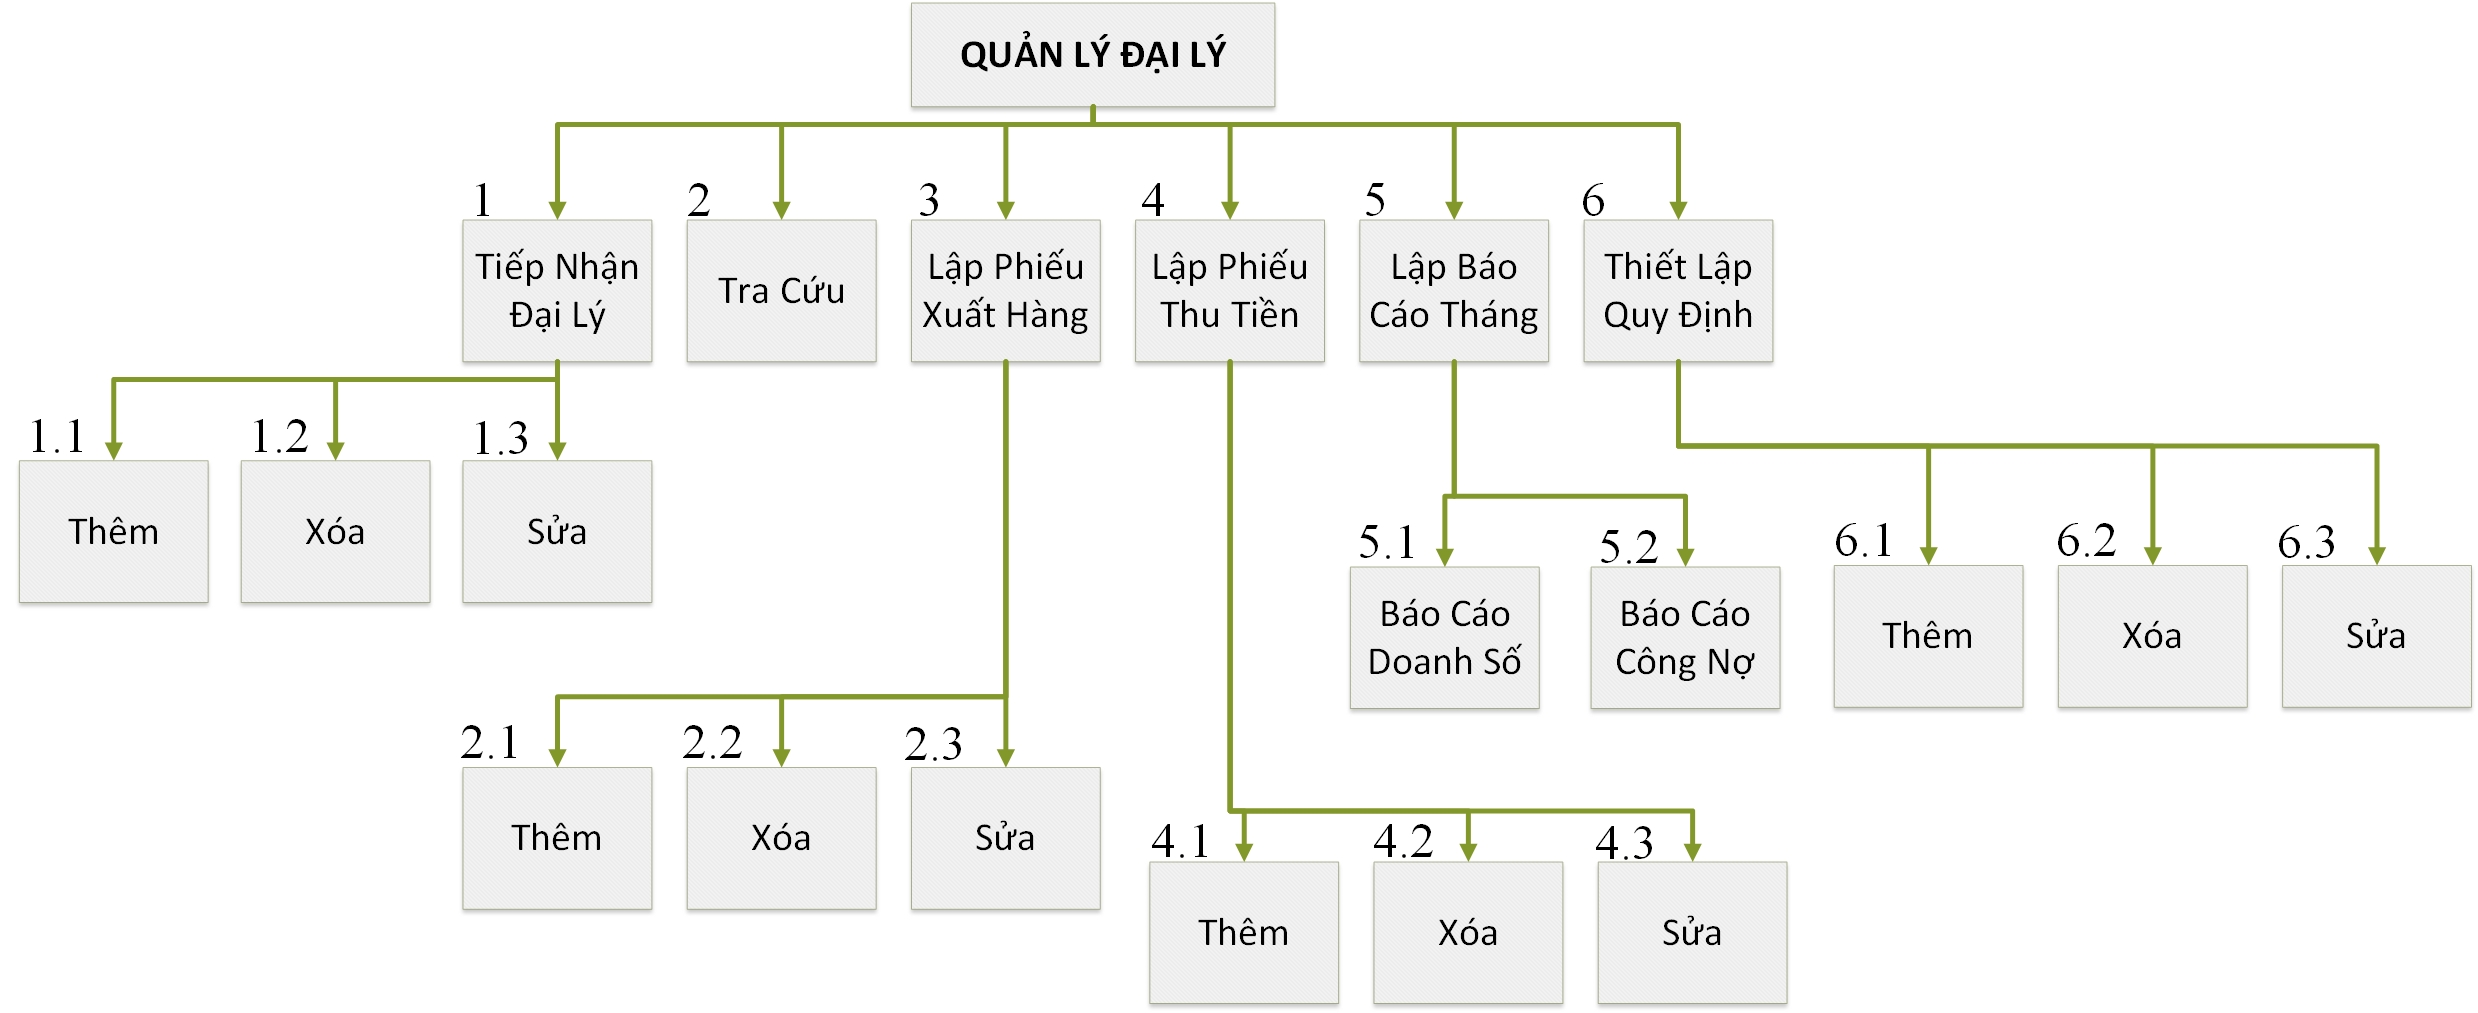 QUẢN LÝ ĐẠI LÝ
1
2
3
4
5
6
Tiếp Nhận
Đại Lý
Tra Cứu
Lập Phiếu
Xuất Hàng
Lập Phiếu
Thu Tiền
Lập Báo
Cáo Tháng
Thiết Lập
Quy Định
1.1
1.2
1.3
Thêm
Xóa
Sửa
5.1
5.2
6.1
6.2
6.3
Báo Cáo
Doanh Số
Báo Cáo
Công Nợ
Thêm
Xóa
Sửa
2.1
2.2
2.3
Thêm
Xóa
Sửa
4.1
4.2
4.3
Thêm
Xóa
Sửa